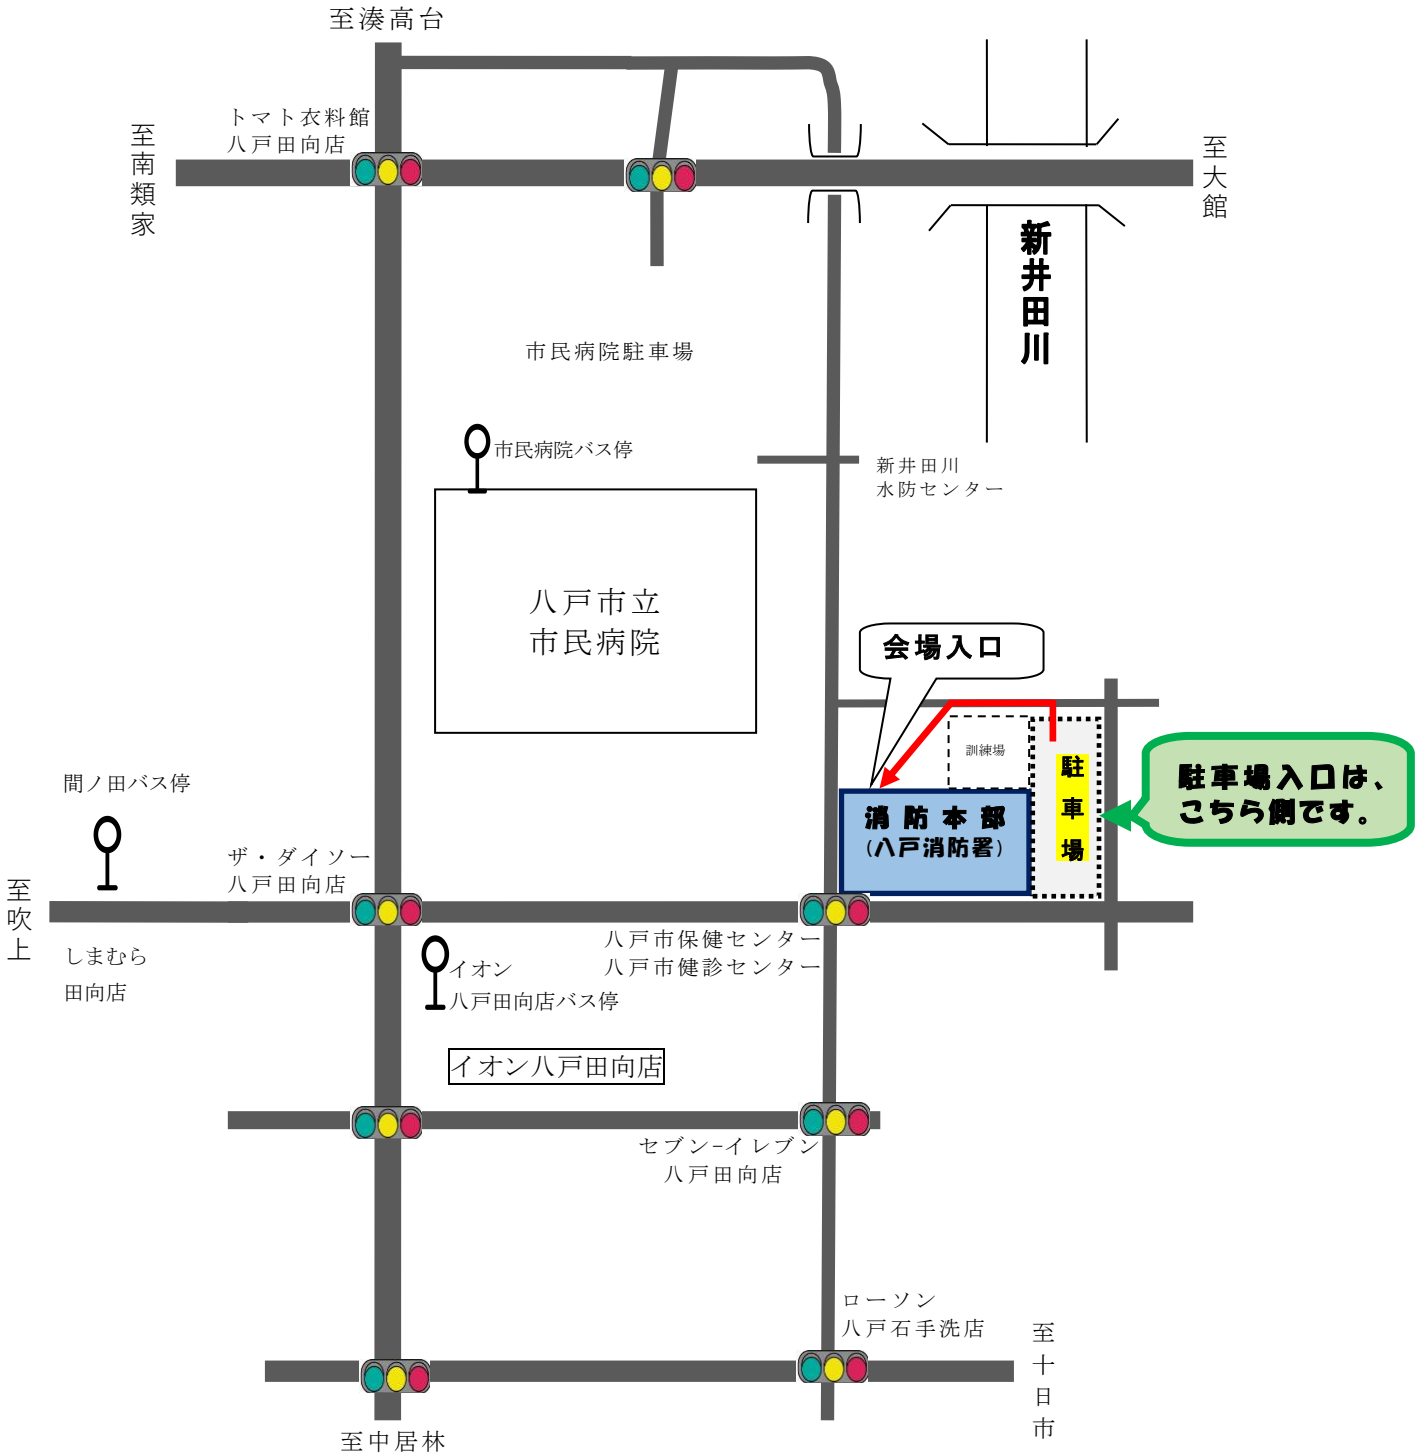 至湊高台
トマト衣料館
八戸田向店
至南類家
至大館
新井田川
市民病院駐車場
市民病院バス停
新井田川
水防センター
八戸市立
市民病院
会場入口
訓練場
駐車場
駐車場入口は、
こちら側です。
消防本部
(八戸消防署)
間ノ田バス停
ザ・ダイソー
八戸田向店
至吹上
しまむら
田向店
八戸市保健センター
八戸市健診センター
イオン
八戸田向店バス停
イオン八戸田向店
セブン-イレブン
八戸田向店
ローソン
八戸石手洗店
至十日市
至中居林